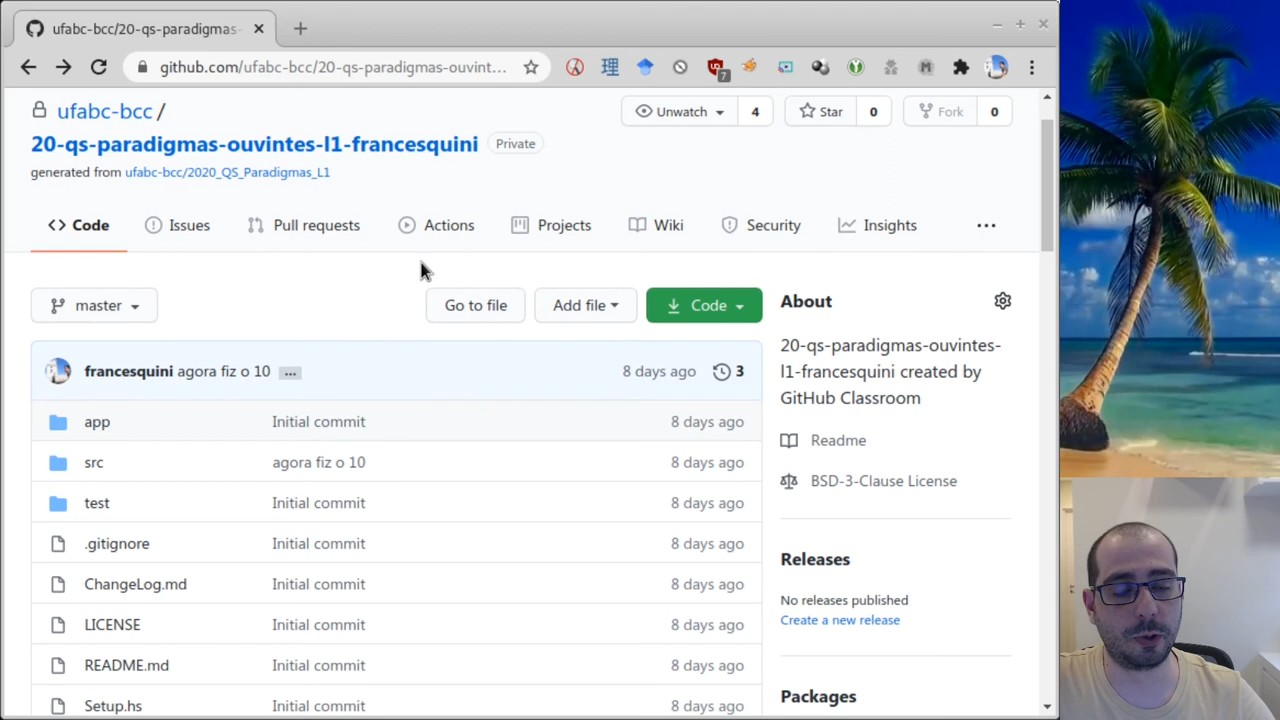 ufabc-bcc/20-qs-paradigmas-
github.com/ufabc-bcc/20-qs-paradigmas-ouvint...
理
7
ufabc-bcc /
Unwatch 4
Star 0
Fork 0
20-qs-paradigmas-ouvintes-l1-francesquini Private
generated from ufabc-bcc/2020_QS_Paradigmas_L1
Code
Issues
Pull requests
Actions
Projects
Wiki
Security
Insights
master
Go to file
Add file
Code
About
20-qs-paradigmas-ouvintes-
l1-francesquini created by
GitHub Classroom
francesquini agora fiz o 10 ... 8 days ago 3
app Initial commit 8 days ago
src agora fiz o 10 8 days ago
test Initial commit 8 days ago
.gitignore Initial commit 8 days ago
ChangeLog.md Initial commit 8 days ago
LICENSE Initial commit 8 days ago
README.md Initial commit 8 days ago
Setup.hs Initial commit 8 days ago
Readme
BSD-3-Clause License
Releases
No releases published
Create a new release
Packages